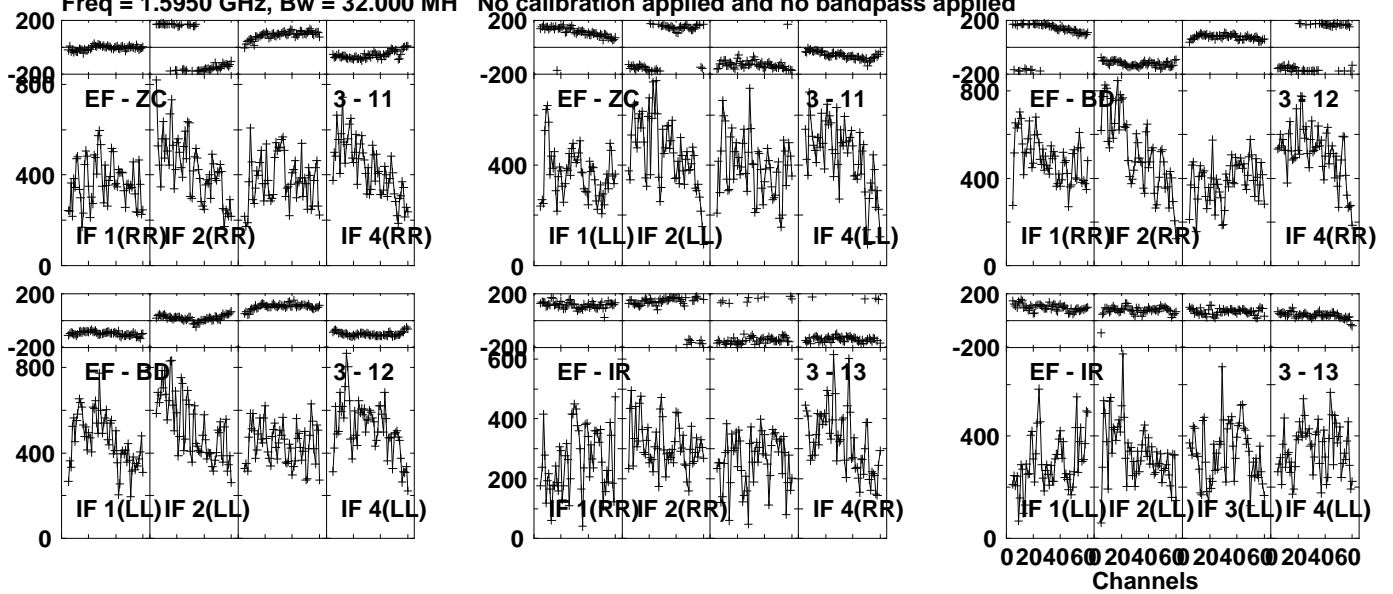 Freq = 1.5950 GHz, Bw = 32.000 MH No calibration applied and no bandpass applied
200
-200
800
400
0
EF - ZC 3 - 11
IF 1(RR) IF 2(RR) IF 4(RR)
200
-200
800
400
0
EF - ZC 3 - 11
IF 1(LL) IF 2(LL) IF 4(LL)
200
-200
800
400
0
EF - BD 3 - 12
IF 1(RR) IF 2(RR) IF 4(RR)
200
-200
800
400
0
EF - BD 3 - 12
IF 1(LL) IF 2(LL) IF 4(LL)
200
-200
600
400
200
0
EF - IR 3 - 13
IF 1(RR) IF 2(RR) IF 4(RR)
200
-200
400
0
EF - IR 3 - 13
IF 1(LL) IF 2(LL) IF 3(LL) IF 4(LL)
0 20 40 60 0 20 40 60 0 20 40 60 0 20 40 60
Channels